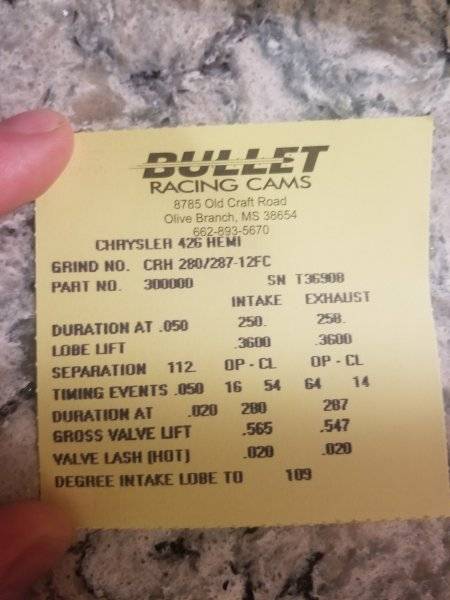 BULLET
RACING CAMS
8785 Old Craft Road
Olive Branch, MS 38654
662-893-5670
CHRYSLER 426 HEMI
GRIND NO. CRH 280/287-12FC
PART NO. 300000 SN T36908
INTAKE EXHAUST
DURATION AT .050 250. 258.
LOBE LIFT .3600 .3600
SEPARATION 112. OP - CL OP - CL
TIMING EVENTS .050 16 54 64 14
DURATION AT .020 280 287
GROSS VALVE LIFT .565 .547
VALVE LASH (HOT) .020 .020
DEGREE INTAKE LOBE TO 109